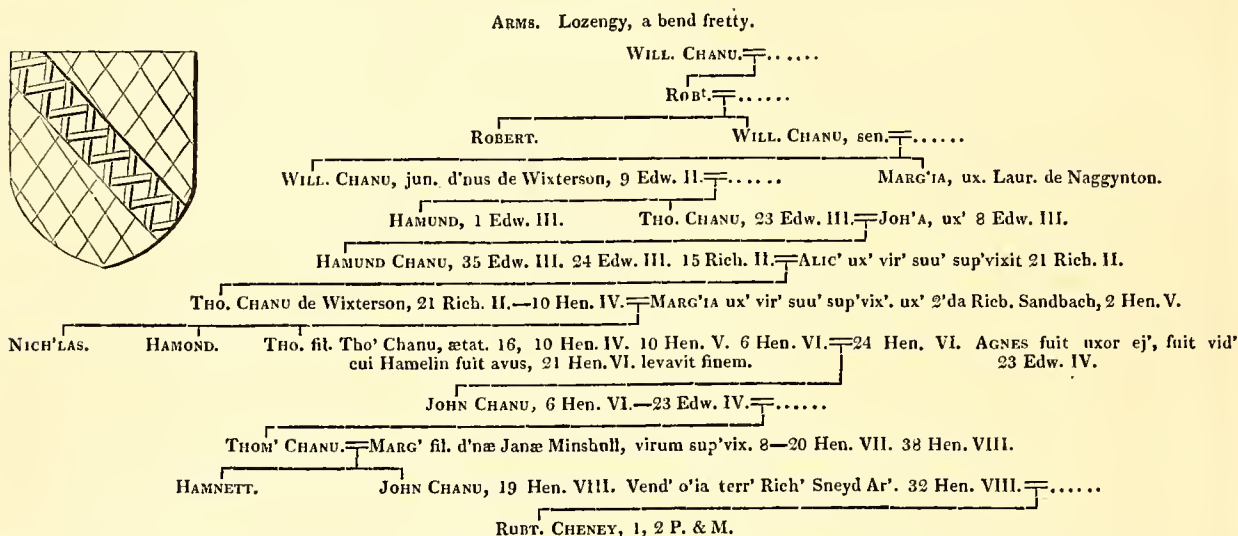 ARMS. Lozengy, a bend fretty.
WILL. CHANU.═......
ROBᵗ.═......
ROBERT. WILL. CHANU, sen.═......
WILL. CHANU, jun. d'nus de Wixterson, 9 Edw. II.═...... MARG'IA, ux. Laur. de Naggynton.
HAMUND, 1 Edw. III. THO. CHANU, 23 Edw. III.═JOH'A, ux' 8 Edw. III.
HAMUND CHANU, 35 Edw. III. 24 Edw. III. 15 Rich. II.═ALIC' ux' vir' suu' sup'vixit 21 Rich. II.
THO. CHANU de Wixterson, 21 Rich. II.—10 Hen. IV.═MARG'IA ux' vir' suu' sup'vix'. ux' 2'da Rich. Sandbach, 2 Hen. V.
NICH'LAS. HAMOND. THO. fil. Tho' Chanu, ætat. 16, 10 Hen. IV. 10 Hen. V. 6 Hen. VI.═24 Hen. VI. AGNES fuit uxor ej', fuit vid'
cui Hamelin fuit avus, 21 Hen. VI. levavit finem. 23 Edw. IV.
JOHN CHANU, 6 Hen. VI.—23 Edw. IV.═......
THOM' CHANU.═MARG' fil. d'næ Janæ Minshull, virum sup'vix. 8—20 Hen. VII. 38 Hen. VIII.
HAMNETT. JOHN CHANU, 19 Hen. VIII. Vend' o'ia terr' Rich' Sneyd Ar'. 32 Hen. VIII.═......
ROBT. CHENEY, 1, 2 P. & M.